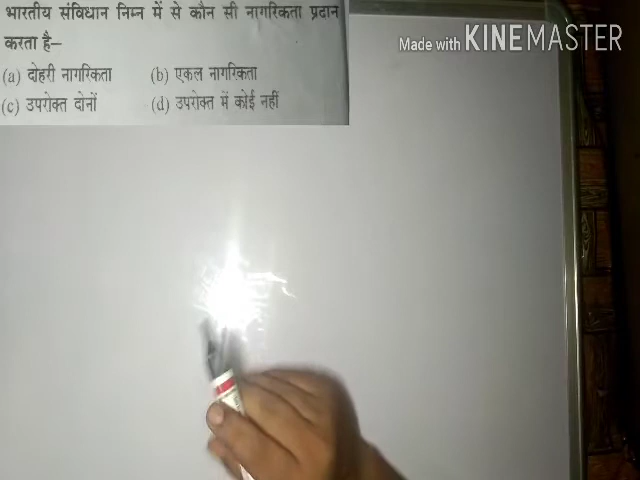 भारतीय संविधान निम्न में से कौन सी नागरिकता प्रदान
करता है–
(a) दोहरी नागरिकता (b) एकल नागरिकता
(c) उपरोक्त दोनों (d) उपरोक्त में कोई नहीं
Made with KINEMASTER